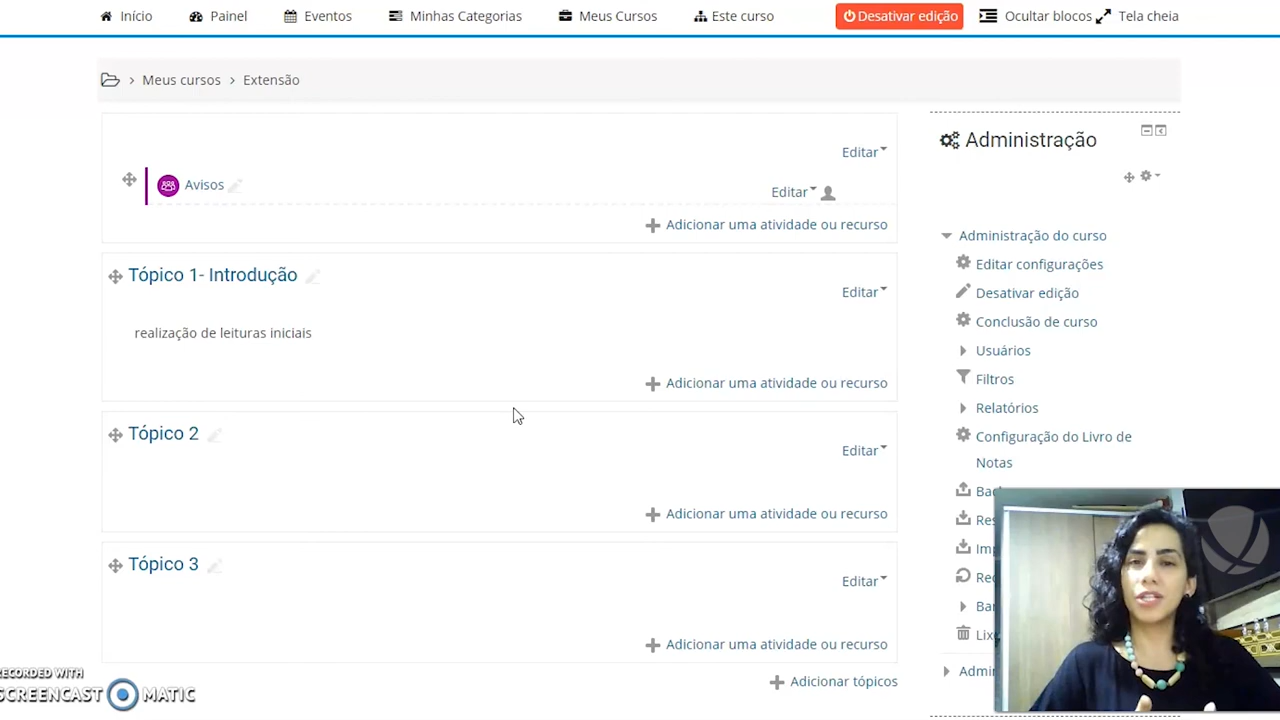 Início Painel Eventos Minhas Categorias Meus Cursos Este curso Desativar edição Ocultar blocos Tela cheia
> Meus cursos > Extensão
Editar
Avisos
Editar
Adicionar uma atividade ou recurso
Tópico 1- Introdução
Editar
realização de leituras iniciais
Adicionar uma atividade ou recurso
Tópico 2
Editar
Adicionar uma atividade ou recurso
Tópico 3
Editar
Adicionar uma atividade ou recurso
Adicionar tópicos
Administração
Administração do curso
Editar configurações
Desativar edição
Conclusão de curso
Usuários
Filtros
Relatórios
Configuração do Livro de
Notas
RECORDED WITH
SCREENCAST MATIC